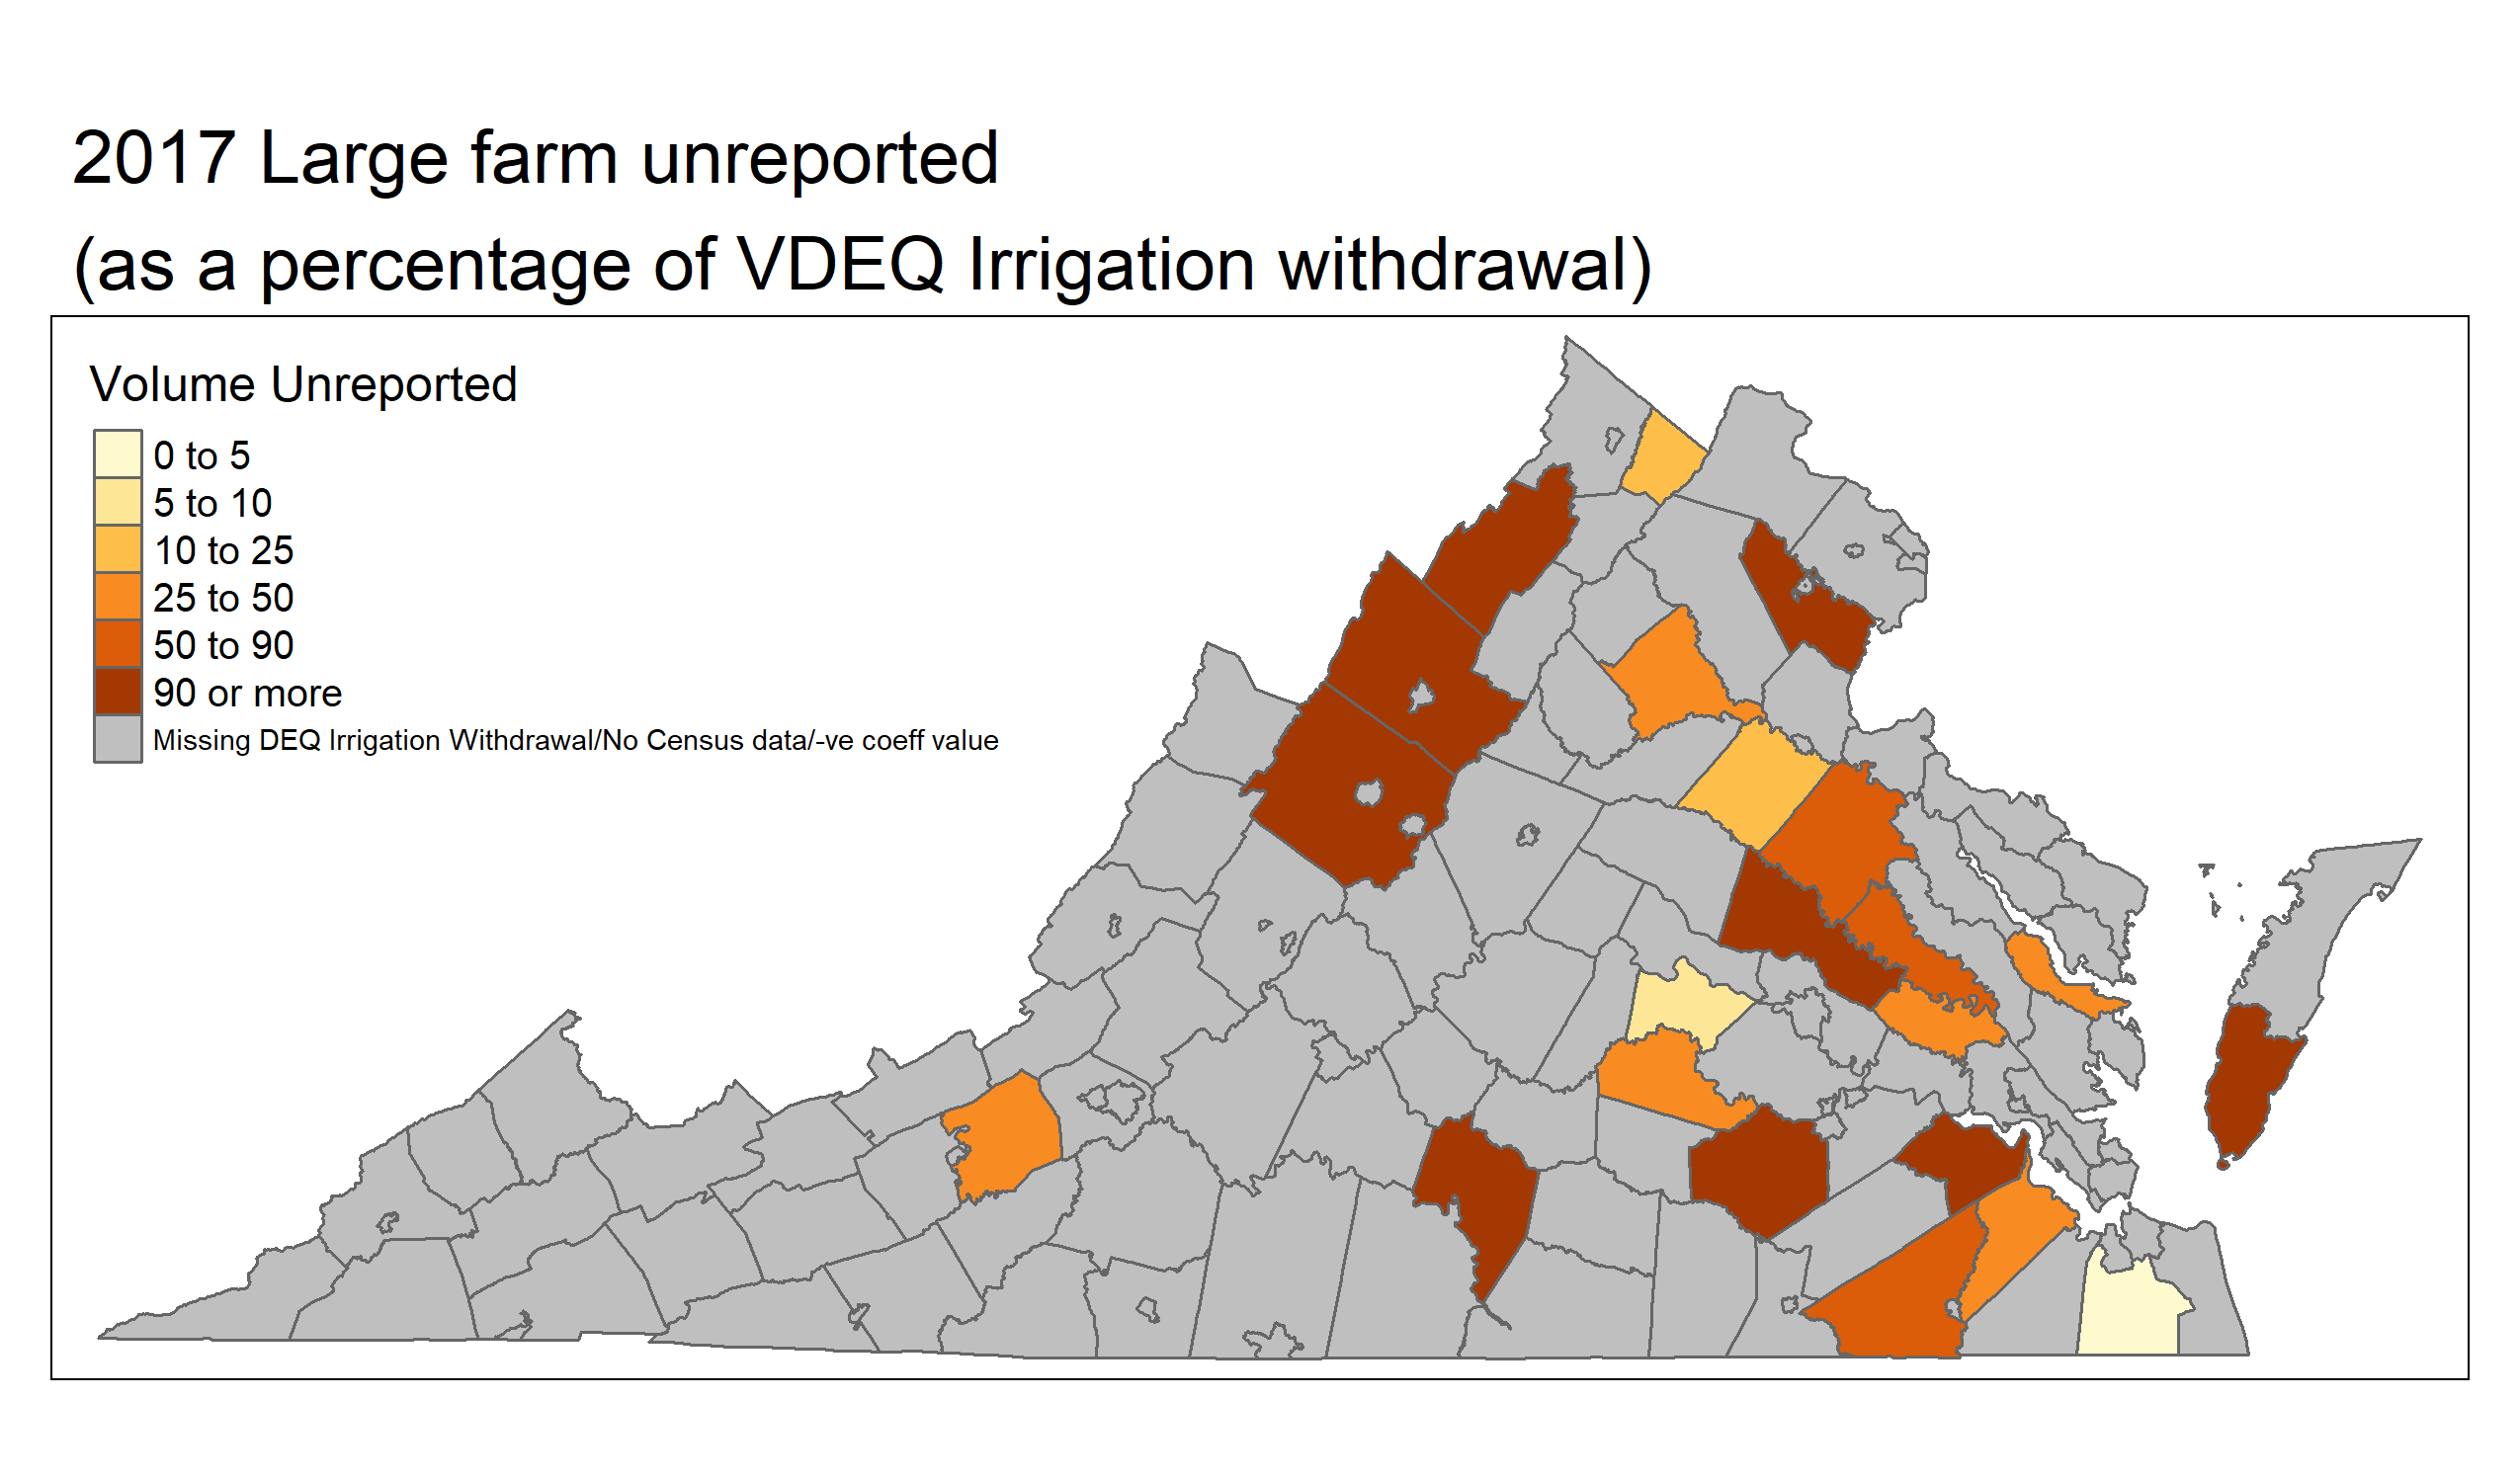 2017 Large farm unreported
(as a percentage of VDEQ Irrigation withdrawal)
Volume Unreported
0 to 5
5 to 10
10 to 25
25 to 50
50 to 90
90 or more
Missing DEQ Irrigation Withdrawal/No Census data/-ve coeff value